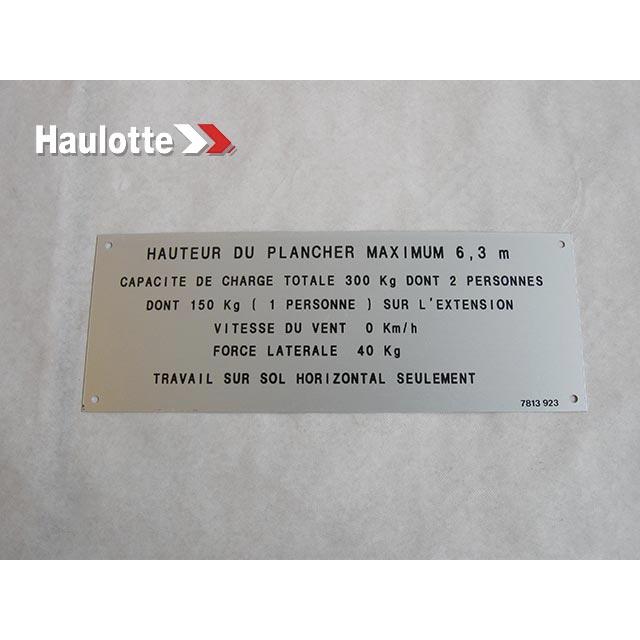 Haulotte
HAUTEUR DU PLANCHER MAXIMUM 6,3 m
CAPACITE DE CHARGE TOTALE 300 Kg DONT 2 PERSONNES
DONT 150 Kg ( 1 PERSONNE ) SUR L'EXTENSION
VITESSE DU VENT 0 Km/h
FORCE LATERALE 40 Kg
TRAVAIL SUR SOL HORIZONTAL SEULEMENT
7813 923